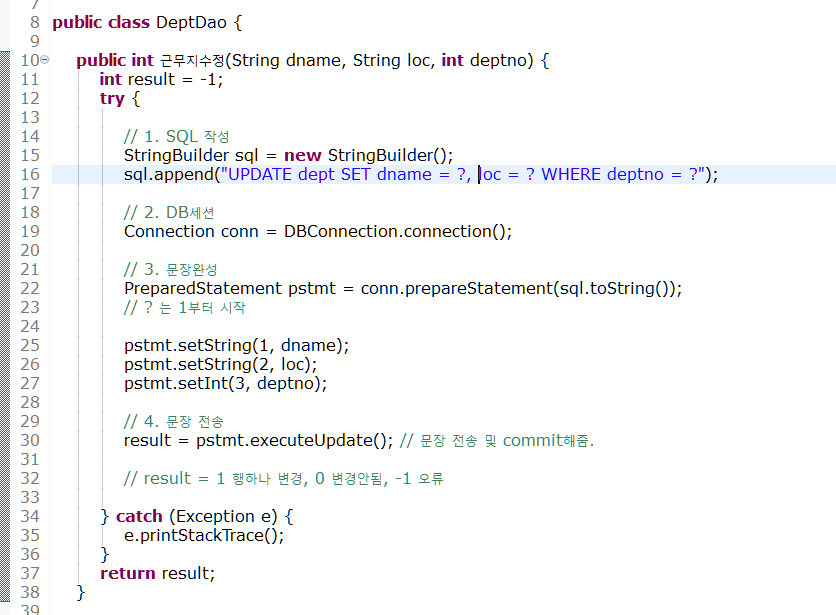 7
8 public class DeptDao {
9
10 public int 근무지수정(String dname, String loc, int deptno) {
11 int result = -1;
12 try {
13
14 // 1. SQL 작성
15 StringBuilder sql = new StringBuilder();
16 sql.append("UPDATE dept SET dname = ?, loc = ? WHERE deptno = ?");
17
18 // 2. DB세션
19 Connection conn = DBConnection.connection();
20
21 // 3. 문장완성
22 PreparedStatement pstmt = conn.prepareStatement(sql.toString());
23 // ? 는 1부터 시작
24
25 pstmt.setString(1, dname);
26 pstmt.setString(2, loc);
27 pstmt.setInt(3, deptno);
28
29 // 4. 문장 전송
30 result = pstmt.executeUpdate(); // 문장 전송 및 commit해줌.
31
32 // result = 1 행하나 변경, 0 변경안됨, -1 오류
33
34 } catch (Exception e) {
35 e.printStackTrace();
36 }
37 return result;
38 }
39